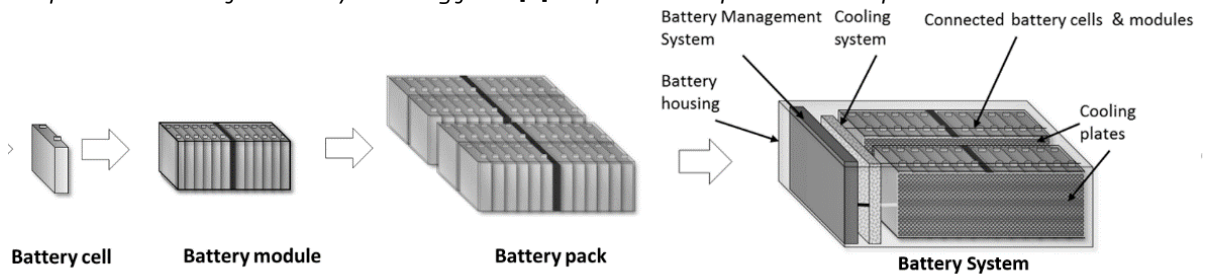 Battery Management
System
Cooling
system
Connected battery cells & modules
Battery
housing
Cooling
plates
Battery cell
Battery module
Battery pack
Battery System